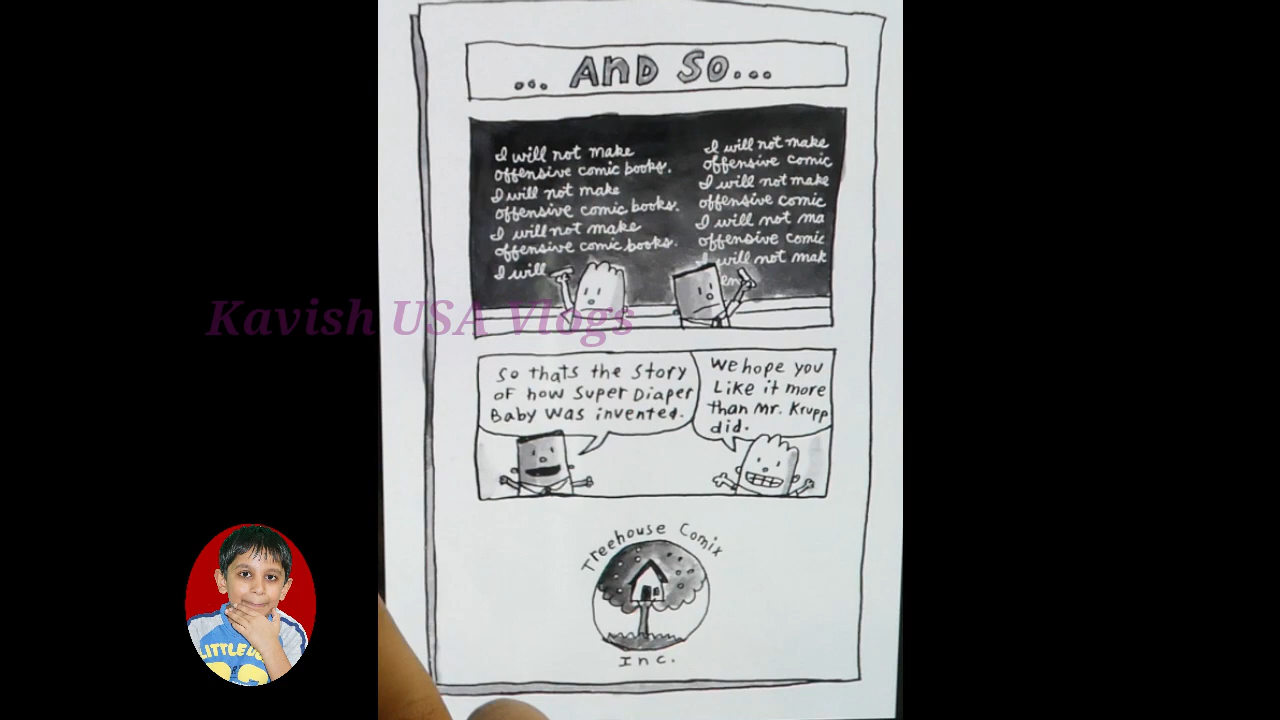 ... AND SO...
I will not make
offensive comic books.
I will not make
offensive comic books.
I will not make
offensive comic books.
I will
I will not make
offensive comic
I will not make
offensive comic
I will not ma
offensive comic
I will not mak
So thats the story
of how Super Diaper
Baby was invented.
We hope you
Like it more
than Mr. Krupp
did.
Treehouse Comix
Inc.
Kavish USA Vlogs